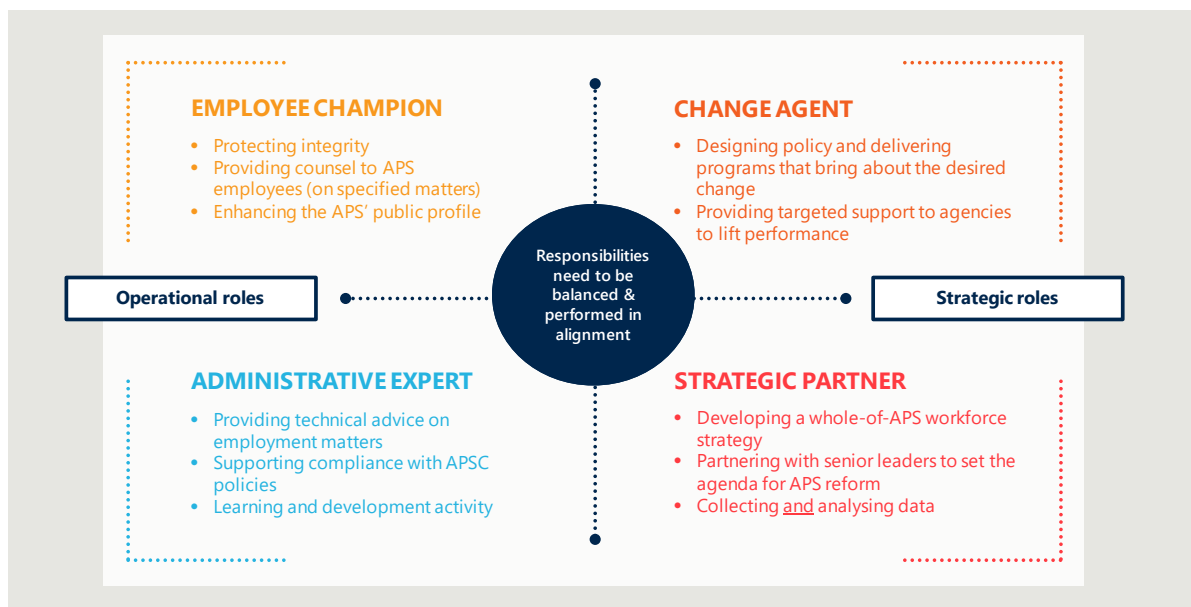 EMPLOYEE CHAMPION
• Protecting integrity
• Providing counsel to APS
employees (on specified matters)
• Enhancing the APS’ public profile
CHANGE AGENT
• Designing policy and delivering
programs that bring about the desired
change
• Providing targeted support to agencies
to lift performance
Operational roles
Responsibilities
need to be
balanced &
performed in
alignment
Strategic roles
ADMINISTRATIVE EXPERT
• Providing technical advice on
employment matters
• Supporting compliance with APSC
policies
• Learning and development activity
STRATEGIC PARTNER
• Developing a whole-of-APS workforce
strategy
• Partnering with senior leaders to set the
agenda for APS reform
• Collecting and analysing data